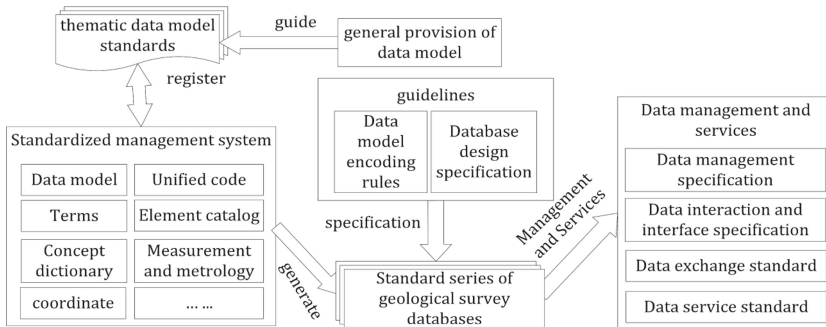 thematic data model
standards
guide
general provision of
data model
register
guidelines
Data
model
encoding
rules
Database
design
specification
Standardized management system
Data model
Unified code
Terms
Element catalog
Concept
dictionary
Measurement
and metrology
coordinate
... ...
specification
generate
Standard series of
geological survey
databases
Management
and Services
Data management and
services
Data management
specification
Data interaction and
interface specification
Data exchange standard
Data service standard